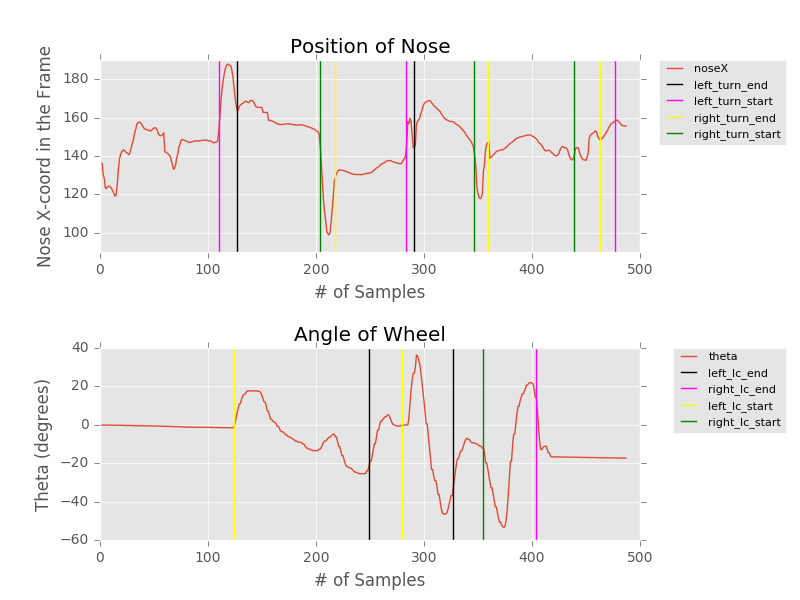 Position of Nose
Nose X-coord in the Frame
180
160
140
120
100
0 100 200 300 400 500
# of Samples
noseX
left_turn_end
left_turn_start
right_turn_end
right_turn_start
Angle of Wheel
Theta (degrees)
40
20
0
−20
−40
−60
0 100 200 300 400 500
# of Samples
theta
left_lc_end
right_lc_end
left_lc_start
right_lc_start